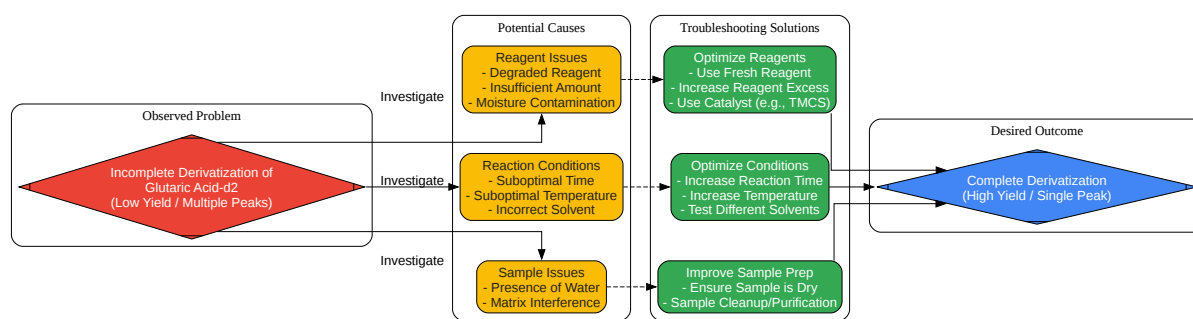 Observed Problem
Incomplete Derivatization of
Glutaric Acid-d2
(Low Yield / Multiple Peaks)
Investigate
Investigate
Investigate
Potential Causes
Reagent Issues
- Degraded Reagent
- Insufficient Amount
- Moisture Contamination
Reaction Conditions
- Suboptimal Time
- Suboptimal Temperature
- Incorrect Solvent
Sample Issues
- Presence of Water
- Matrix Interference
Troubleshooting Solutions
Optimize Reagents
- Use Fresh Reagent
- Increase Reagent Excess
- Use Catalyst (e.g., TMCS)
Optimize Conditions
- Increase Reaction Time
- Increase Temperature
- Test Different Solvents
Improve Sample Prep
- Ensure Sample is Dry
- Sample Cleanup/Purification
Desired Outcome
Complete Derivatization
(High Yield / Single Peak)